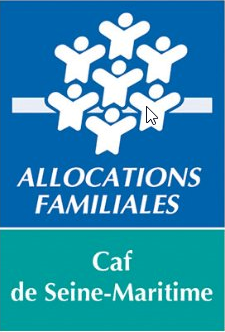 ALLOCATIONS
FAMILIALES
Caf
de Seine-Maritime